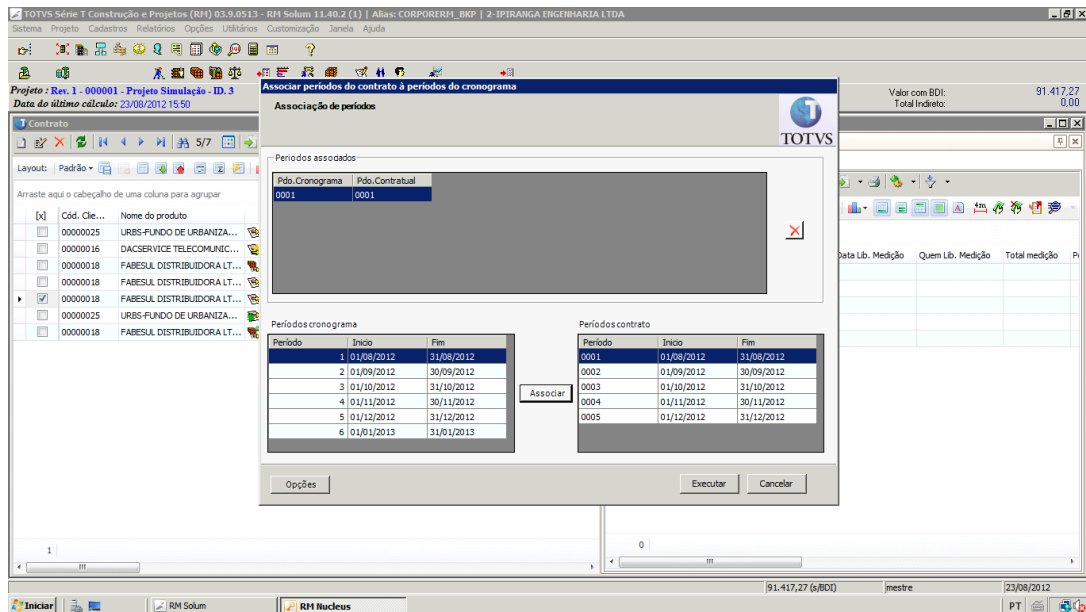 TOTVS Série T Construção e Projetos (RM) 03.9.0513 - RM Solum 11.40.2 (1) | Alias: CORPORERM_BKP | 2-IPIRANGA ENGENHARIA LTDA
Sistema Projeto Cadastros Relatórios Opções Utilitários Customização Janela Ajuda
Projeto : Rev. 1 - 000001 - Projeto Simulação - ID. 3
Valor com BDI: 91.417,27
Data do último cálculo: 23/08/2012 15:50
Total Indireto: 0,00
Contrato
5/7
Layout: Padrão
Arraste aqui o cabeçalho de uma coluna para agrupar
[x] Cód. Clie... Nome do produto
00000025 URBS-FUNDO DE URBANIZA...
00000016 DACSERVICE TELECOMUNIC...
00000018 FABESUL DISTRIBUIDORA LT...
00000018 FABESUL DISTRIBUIDORA LT...
00000018 FABESUL DISTRIBUIDORA LT...
00000025 URBS-FUNDO DE URBANIZA...
00000018 FABESUL DISTRIBUIDORA LT...
1
Associar períodos do contrato à períodos do cronograma
Associação de períodos
TOTVS
Periodos assodados
Pdo.Cronograma Pdo.Contratual
0001 0001
Períodos cronograma
Período Inicio Fim
1 01/08/2012 31/08/2012
2 01/09/2012 30/09/2012
3 01/10/2012 31/10/2012
4 01/11/2012 30/11/2012
5 01/12/2012 31/12/2012
6 01/01/2013 31/01/2013
Associar
Períodos contrato
Período Inicio Fim
0001 01/08/2012 31/08/2012
0002 01/09/2012 30/09/2012
0003 01/10/2012 31/10/2012
0004 01/11/2012 30/11/2012
0005 01/12/2012 31/12/2012
Opções Executar Cancelar
Data Lib. Medição Quem Lib. Medição Total medição
0
91.417,27 (s/BDI) mestre 23/08/2012
Iniciar RM Solum RM Nucleus PT